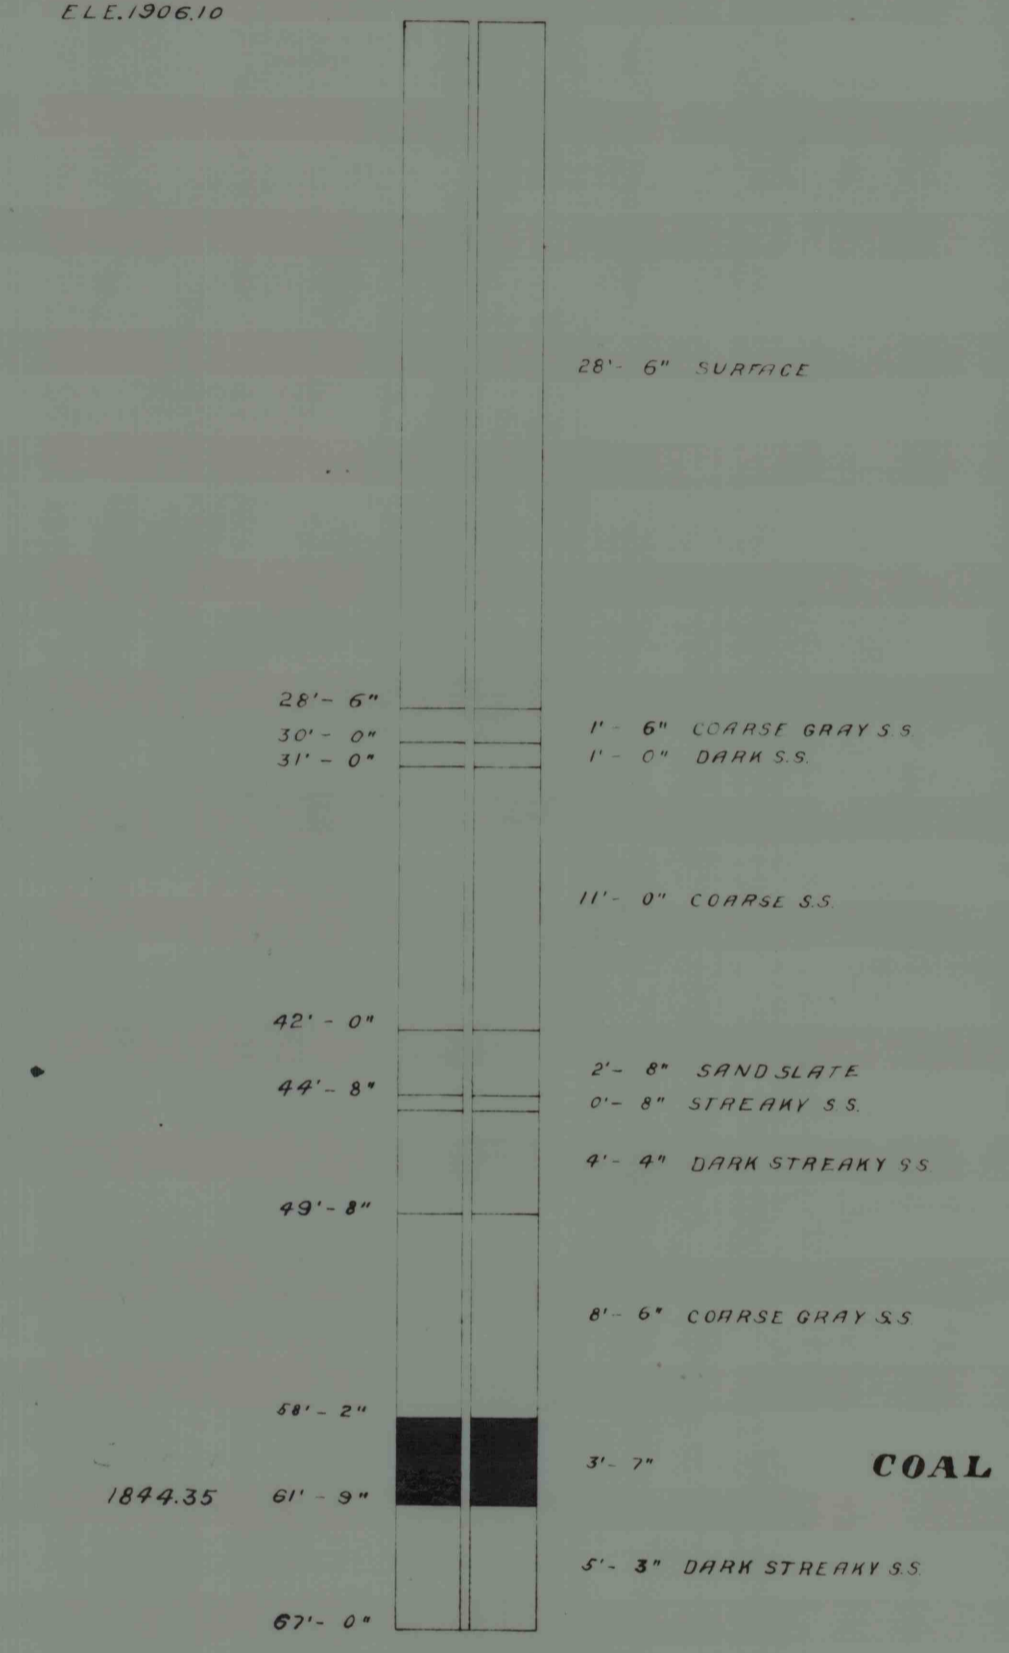 ELE.1906.10
28'- 6" SURFACE
28'- 6"
1' - 6" COARSE GRAY S S
30' - 0"
1' - 0" DARK S.S.
31' - 0"
11' - 0" COARSE S.S.
42' - 0"
2' - 8" SAND SLATE
44' - 8"
0' - 8" STREAKY S S.
4' - 4" DARK STREAKY S S
49' - 8"
8' - 6" COARSE GRAY S.S
58' - 2"
3' - 7" COAL
1844.35 61' - 9"
5' - 3" DARK STREAKY S.S.
67' - 0"